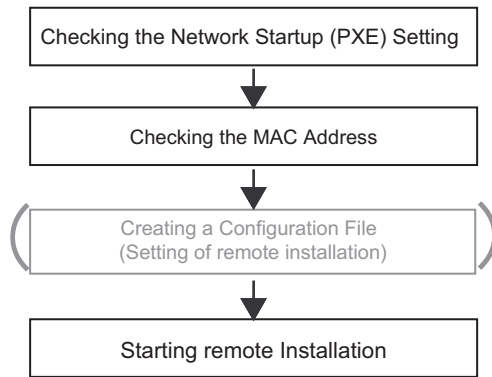 Checking the Network Startup (PXE) Setting
Checking the MAC Address
Creating a Configuration File
(Setting of remote installation)
Starting remote Installation